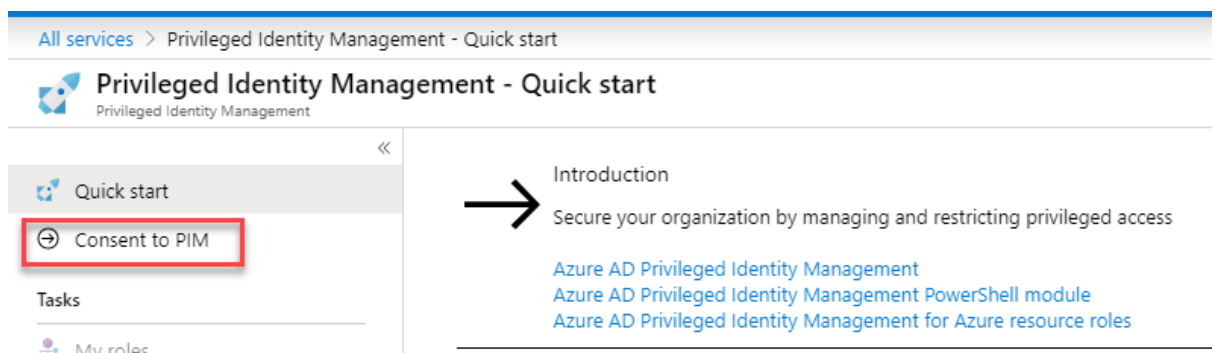 All services > Privileged Identity Management - Quick start
Privileged Identity Management - Quick start
Privileged Identity Management
«
Quick start
Consent to PIM
Tasks
My roles
Introduction
Secure your organization by managing and restricting privileged access
Azure AD Privileged Identity Management
Azure AD Privileged Identity Management PowerShell module
Azure AD Privileged Identity Management for Azure resource roles